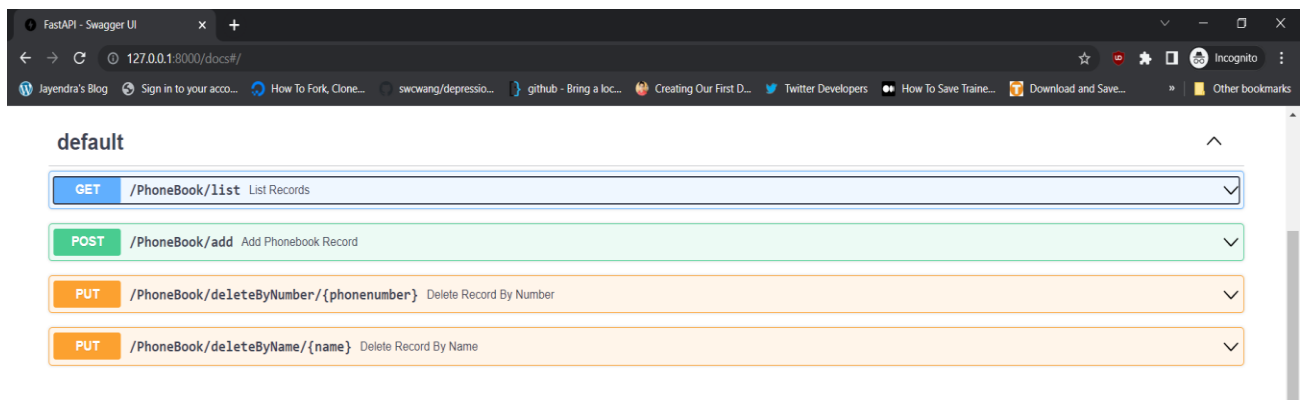 FastAPI - Swagger UI
127.0.0.1:8000/docs#/
Incognito
Jayendra's Blog Sign in to your acco... How To Fork, Clone... swcwang/depressio... github - Bring a loc... Creating Our First D... Twitter Developers How To Save Traine... Download and Save... » Other bookmarks
default
GET /PhoneBook/list List Records
POST /PhoneBook/add Add Phonebook Record
PUT /PhoneBook/deleteByNumber/{phonenumber} Delete Record By Number
PUT /PhoneBook/deleteByName/{name} Delete Record By Name